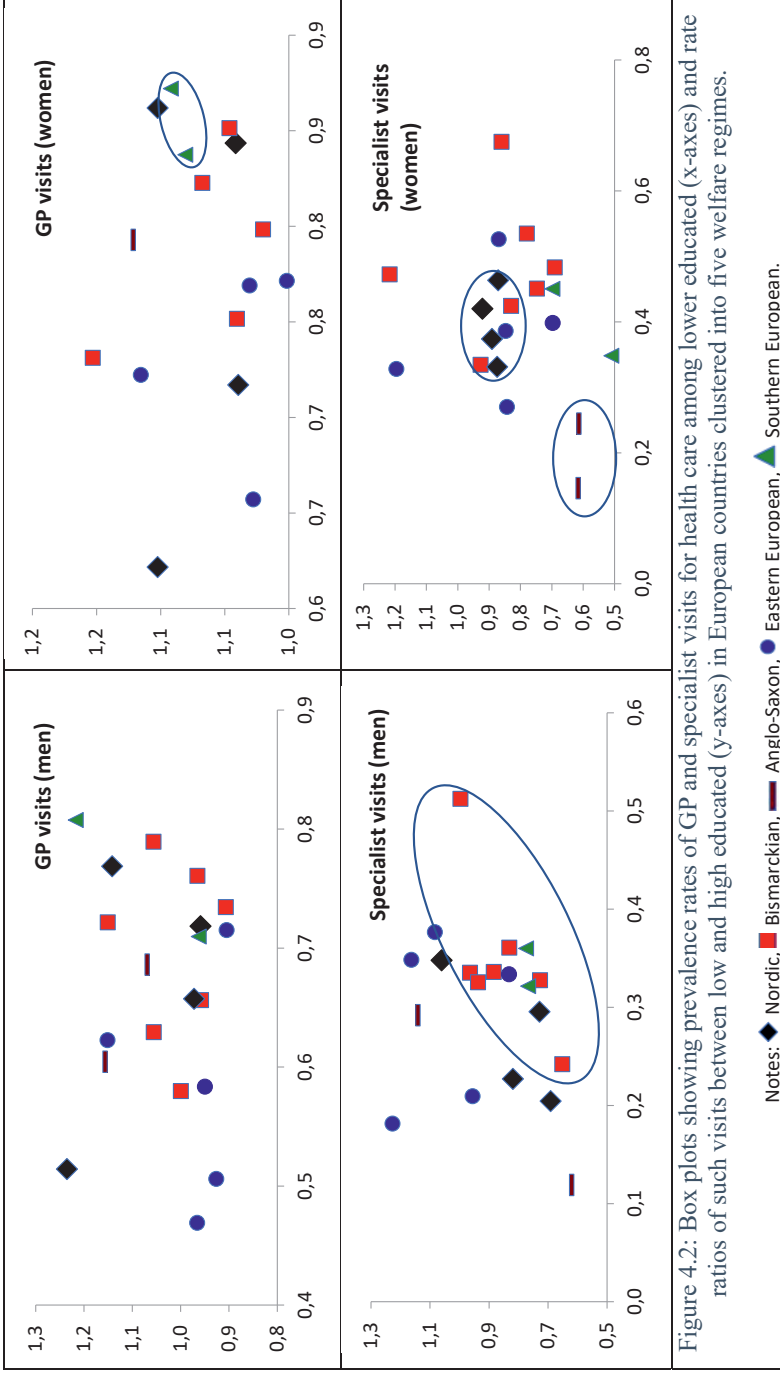 GP visits (men)
1,3
1,2
1,1
1,0
0,9
0,8
0,4 0,5 0,6 0,7 0,8 0,9
GP visits (women)
1,2
1,2
1,1
1,1
1,0
0,6 0,7 0,7 0,8 0,8 0,9 0,9
Specialist visits (men)
1,3
1,1
0,9
0,7
0,5
0,0 0,1 0,2 0,3 0,4 0,5 0,6
Specialist visits
(women)
1,3
1,2
1,1
1,0
0,9
0,8
0,7
0,6
0,5
0,0 0,2 0,4 0,6 0,8
Figure 4.2: Box plots showing prevalence rates of GP and specialist visits for health care among lower educated (x-axes) and rate
ratios of such visits between low and high educated (y-axes) in European countries clustered into five welfare regimes.
Notes: Nordic, Bismarckian, Anglo-Saxon, Eastern European, Southern European.